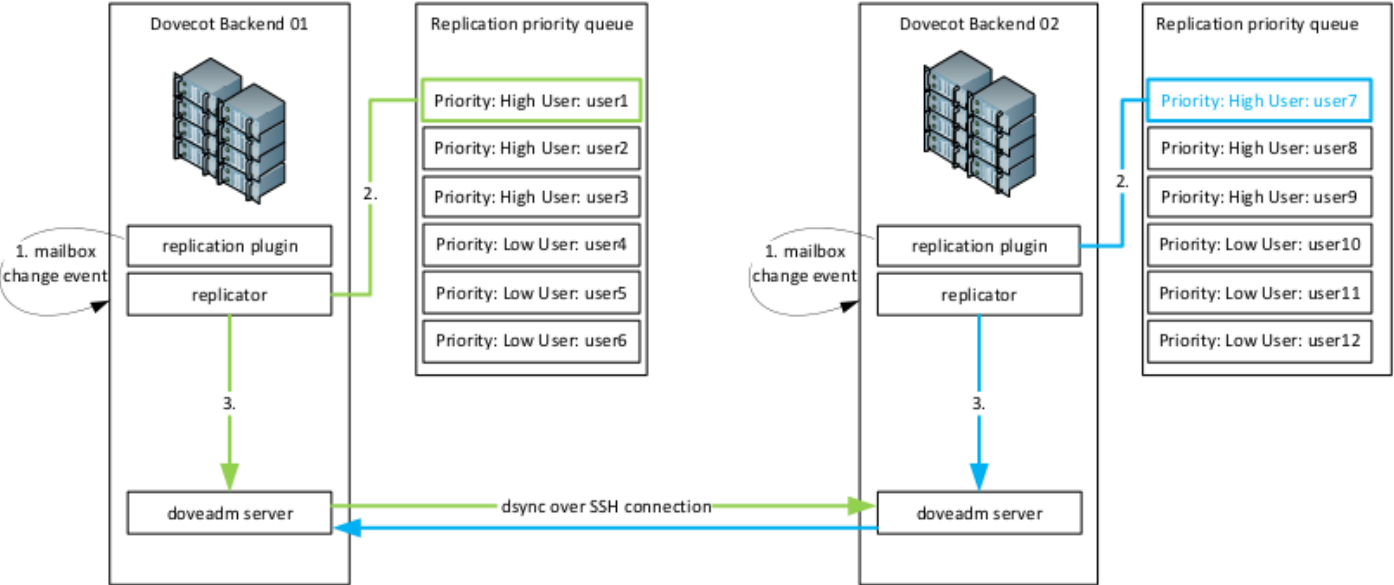 Dovecot Backend 01
Replication priority queue
Priority: High User: user1
Priority: High User: user2
Priority: High User: user3
Priority: Low User: user4
Priority: Low User: user5
Priority: Low User: user6
2.
1. mailbox
change event
replication plugin
replicator
3.
doveadm server
dsync over SSH connection
Dovecot Backend 02
Replication priority queue
Priority: High User: user7
Priority: High User: user8
Priority: High User: user9
Priority: Low User: user10
Priority: Low User: user11
Priority: Low User: user12
2.
1. mailbox
change event
replication plugin
replicator
3.
doveadm server